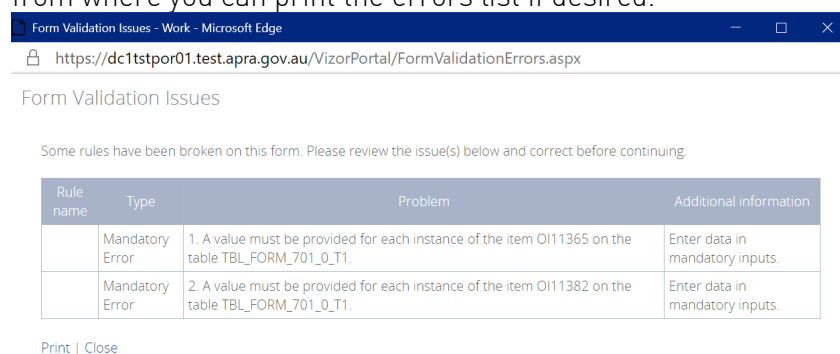 from where you can print the errors list if desired.
Form Validation Issues - Work - Microsoft Edge
https://dc1tstpor01.test.apra.gov.au/VizorPortal/FormValidationErrors.aspx
Form Validation Issues
Some rules have been broken on this form. Please review the issue(s) below and correct before continuing.
Rule name Type Problem Additional information
Mandatory Error 1. A value must be provided for each instance of the item OI11365 on the table TBL_FORM_701_0_T1. Enter data in mandatory inputs.
Mandatory Error 2. A value must be provided for each instance of the item OI11382 on the table TBL_FORM_701_0_T1. Enter data in mandatory inputs.
Print | Close